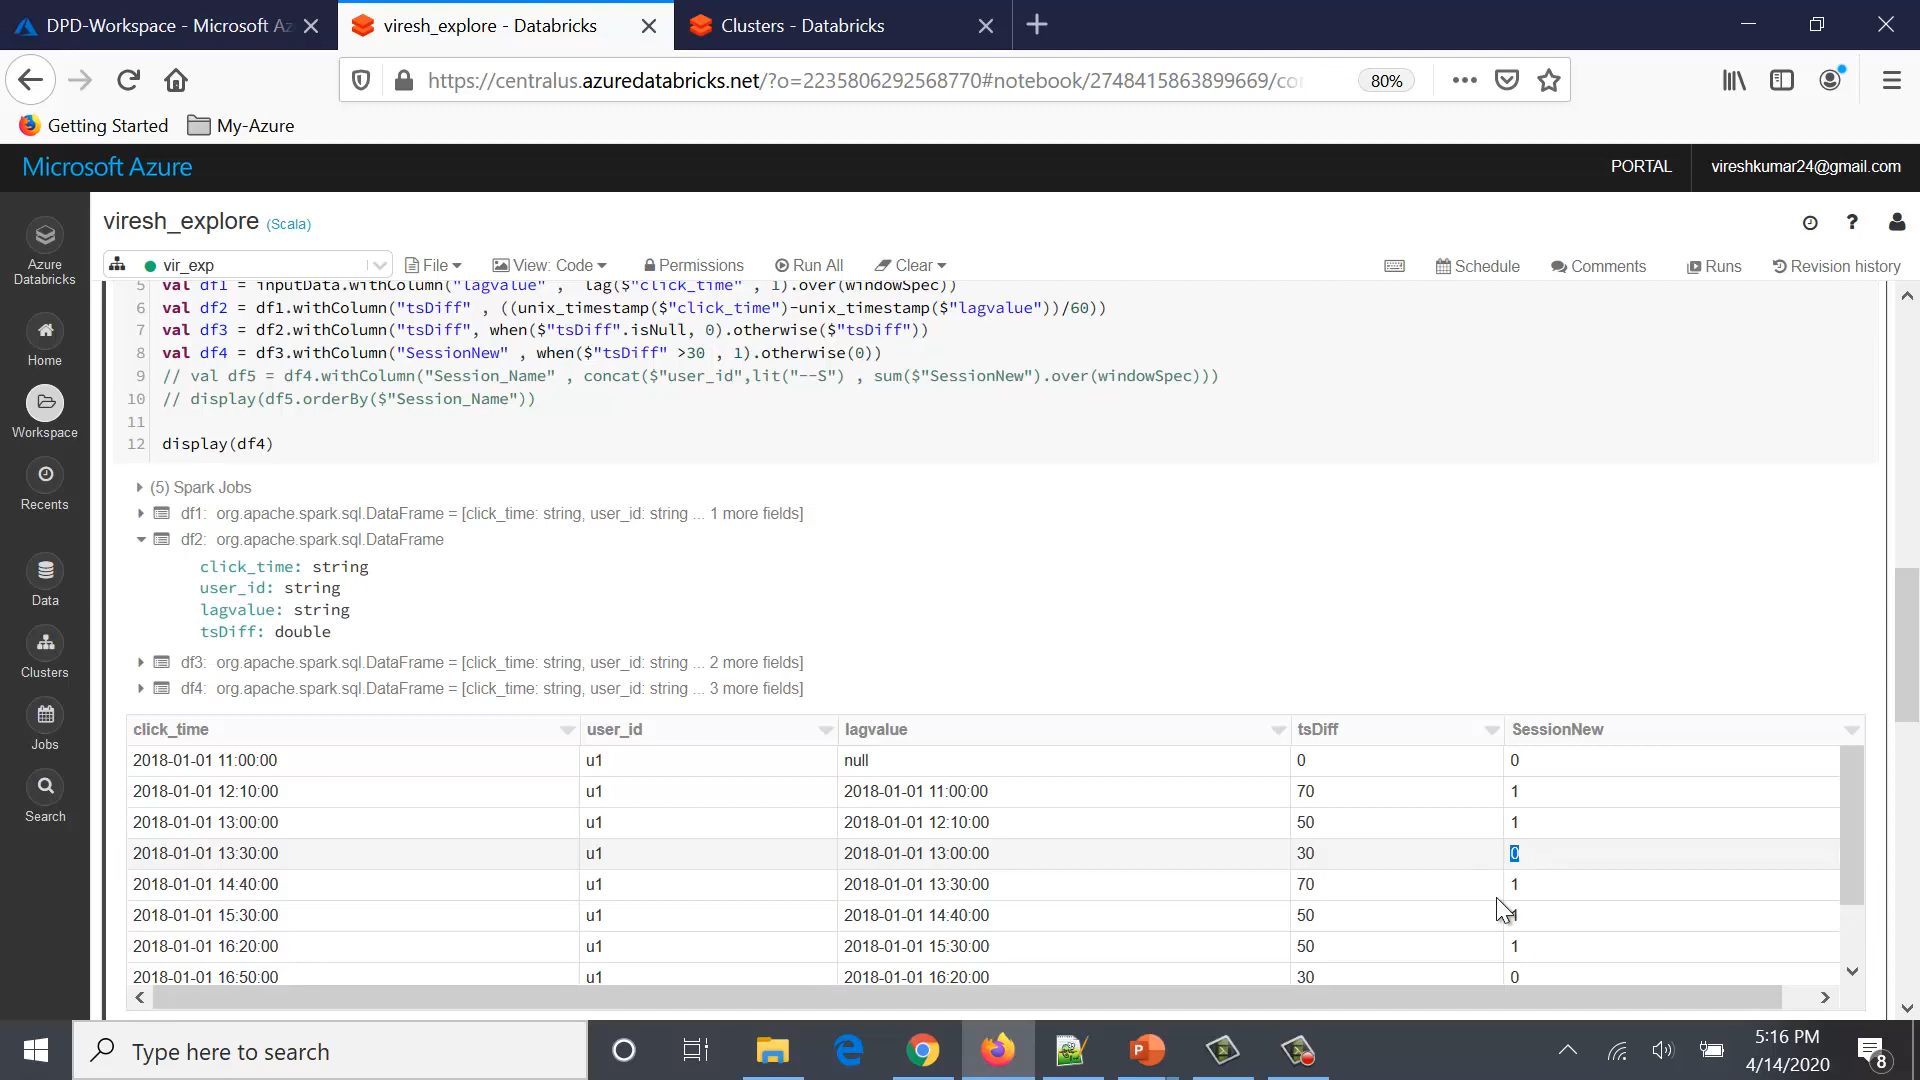 DPD-Workspace - Microsoft Az
viresh_explore - Databricks
Clusters - Databricks
https://centralus.azuredatabricks.net/?o=2235806292568770#notebook/2748415863899669/co
80%
Getting Started
My-Azure
Microsoft Azure
PORTAL
vireshkumar24@gmail.com
viresh_explore (Scala)
vir_exp
File
View: Code
Permissions
Run All
Clear
Schedule
Comments
Runs
Revision history
Azure
Databricks
Home
Workspace
Recents
Data
Clusters
Jobs
Search
5 val df1 = inputData.withColumn("lagvalue" , lag($"click_time" , 1).over(windowSpec))
6 val df2 = df1.withColumn("tsDiff" , ((unix_timestamp($"click_time")-unix_timestamp($"lagvalue"))/60))
7 val df3 = df2.withColumn("tsDiff", when($"tsDiff".isNull, 0).otherwise($"tsDiff"))
8 val df4 = df3.withColumn("SessionNew" , when($"tsDiff" >30 , 1).otherwise(0))
9 // val df5 = df4.withColumn("Session_Name" , concat($"user_id",lit("--S") , sum($"SessionNew").over(windowSpec)))
10 // display(df5.orderBy($"Session_Name"))
11
12 display(df4)
(5) Spark Jobs
df1: org.apache.spark.sql.DataFrame = [click_time: string, user_id: string ... 1 more fields]
df2: org.apache.spark.sql.DataFrame
click_time: string
user_id: string
lagvalue: string
tsDiff: double
df3: org.apache.spark.sql.DataFrame = [click_time: string, user_id: string ... 2 more fields]
df4: org.apache.spark.sql.DataFrame = [click_time: string, user_id: string ... 3 more fields]
click_time user_id lagvalue tsDiff SessionNew
2018-01-01 11:00:00 u1 null 0 0
2018-01-01 12:10:00 u1 2018-01-01 11:00:00 70 1
2018-01-01 13:00:00 u1 2018-01-01 12:10:00 50 1
2018-01-01 13:30:00 u1 2018-01-01 13:00:00 30 0
2018-01-01 14:40:00 u1 2018-01-01 13:30:00 70 1
2018-01-01 15:30:00 u1 2018-01-01 14:40:00 50 1
2018-01-01 16:20:00 u1 2018-01-01 15:30:00 50 1
2018-01-01 16:50:00 u1 2018-01-01 16:20:00 30 0
Type here to search
5:16 PM
4/14/2020
8